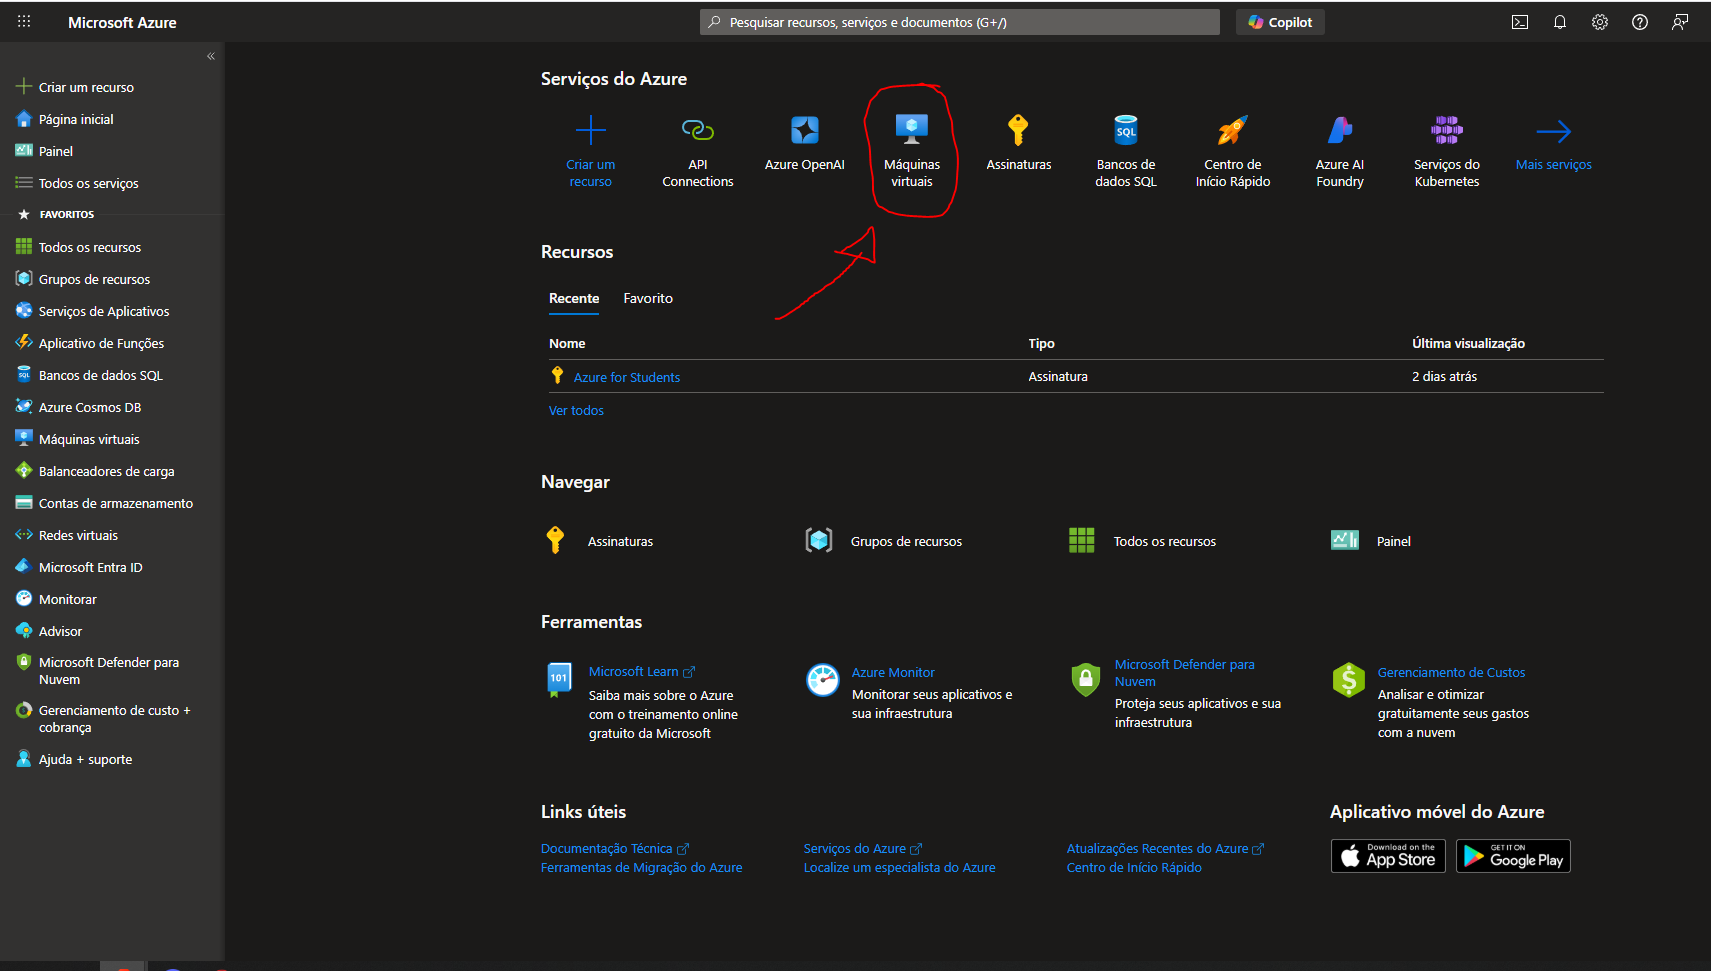 Microsoft Azure
Pesquisar recursos, serviços e documentos (G+/)
Copilot
Criar um recurso
Página inicial
Painel
Todos os serviços
FAVORITOS
Todos os recursos
Grupos de recursos
Serviços de Aplicativos
Aplicativo de Funções
Bancos de dados SQL
Azure Cosmos DB
Máquinas virtuais
Balanceadores de carga
Contas de armazenamento
Redes virtuais
Microsoft Entra ID
Monitorar
Advisor
Microsoft Defender para
Nuvem
Gerenciamento de custo +
cobrança
Ajuda + suporte
Serviços do Azure
Criar um
recurso
API
Connections
Azure OpenAI
Máquinas
virtuais
Assinaturas
SQL
Bancos de
dados SQL
Centro de
Início Rápido
Azure AI
Foundry
Serviços do
Kubernetes
Mais serviços
Recursos
Recente Favorito
Nome Tipo Última visualização
Azure for Students Assinatura 2 dias atrás
Ver todos
Navegar
Assinaturas Grupos de recursos Todos os recursos Painel
Ferramentas
101
Microsoft Learn
Saiba mais sobre o Azure
com o treinamento online
gratuito da Microsoft
Azure Monitor
Monitorar seus aplicativos e
sua infraestrutura
Microsoft Defender para
Nuvem
Proteja seus aplicativos e sua
infraestrutura
Gerenciamento de Custos
Analisar e otimizar
gratuitamente seus gastos
com a nuvem
Links úteis
Documentação Técnica
Ferramentas de Migração do Azure
Serviços do Azure
Localize um especialista do Azure
Atualizações Recentes do Azure
Centro de Início Rápido
Aplicativo móvel do Azure
Download on the
App Store
GET IT ON
Google Play